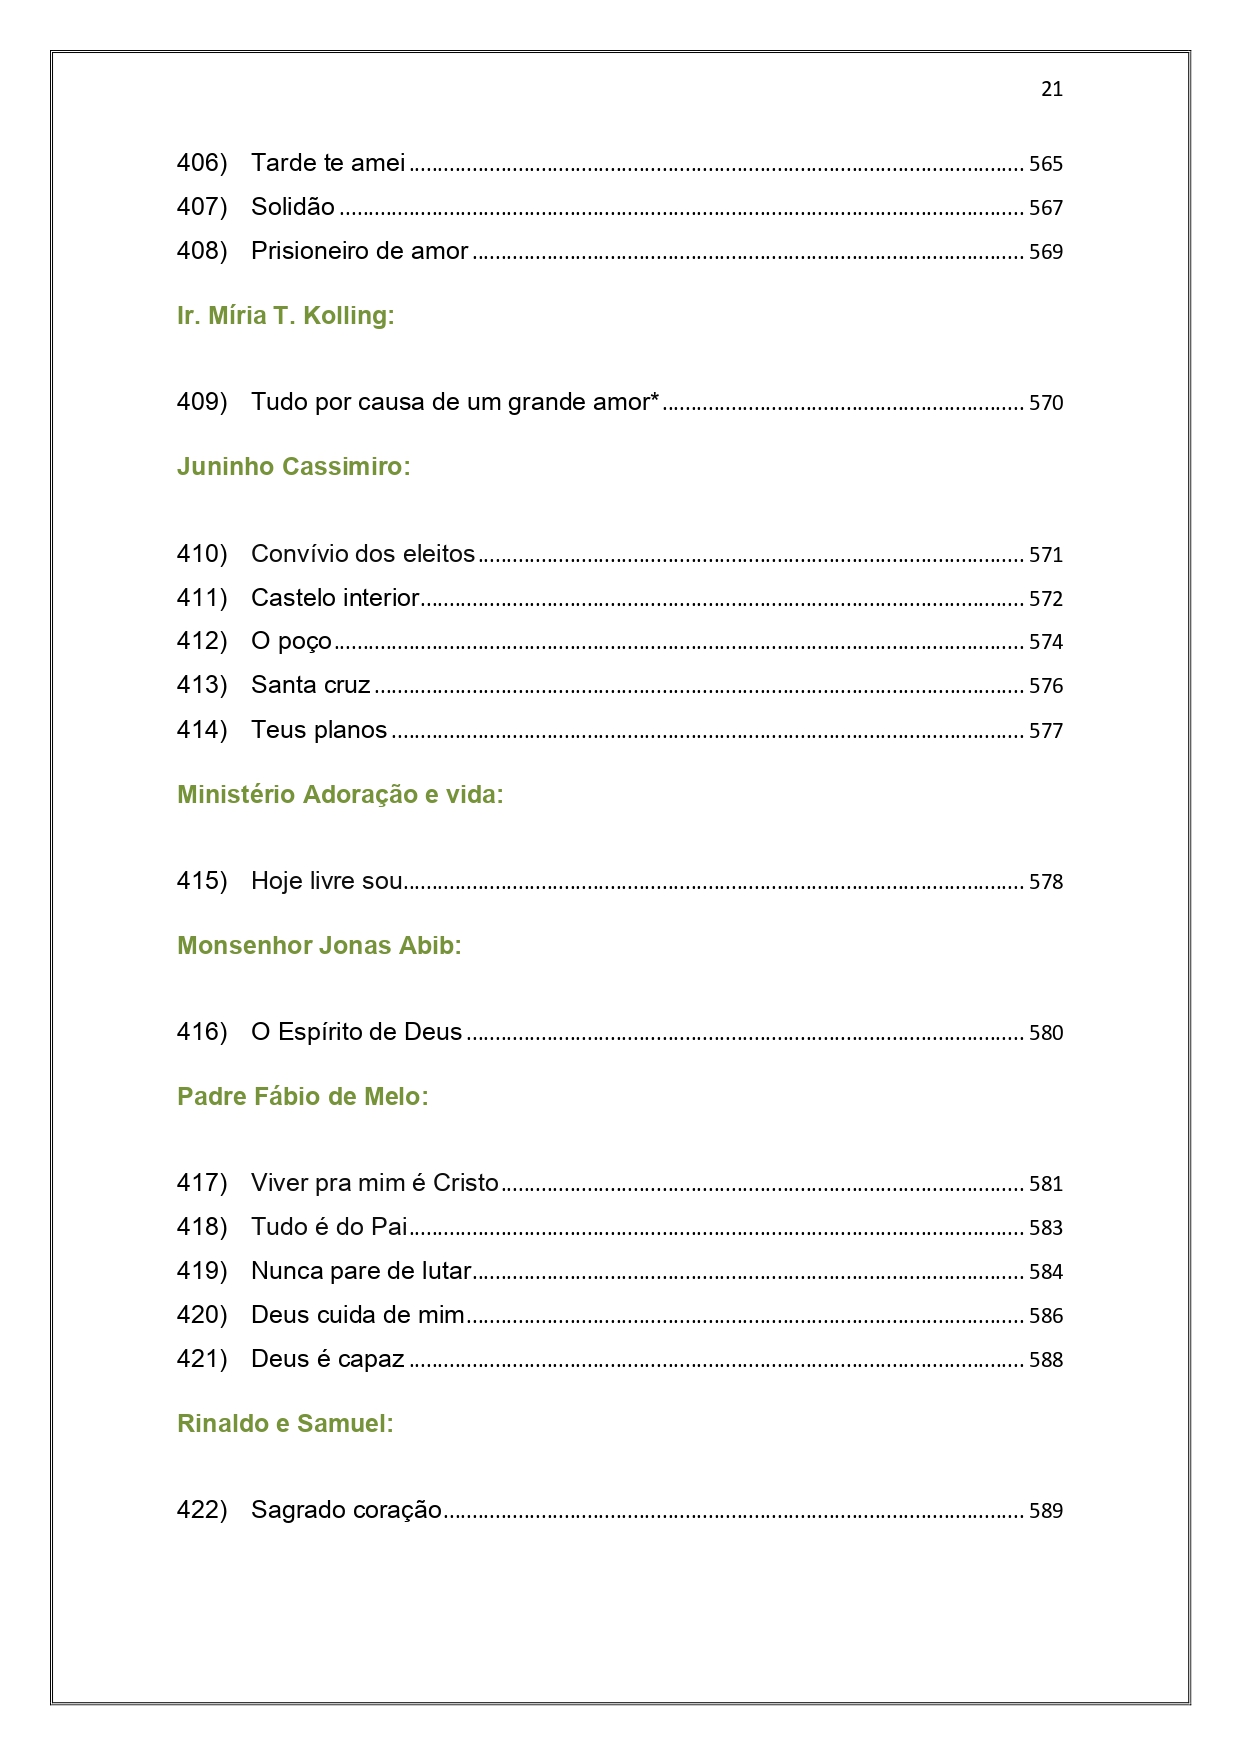 21
406) Tarde te amei ........................................................................................................... 565
407) Solidão ....................................................................................................................... 567
408) Prisioneiro de amor ................................................................................................ 569
Ir. Míria T. Kolling:
409) Tudo por causa de um grande amor* ............................................................... 570
Juninho Cassimiro:
410) Convívio dos eleitos ............................................................................................... 571
411) Castelo interior......................................................................................................... 572
412) O poço........................................................................................................................ 574
413) Santa cruz ................................................................................................................. 576
414) Teus planos .............................................................................................................. 577
Ministério Adoração e vida:
415) Hoje livre sou............................................................................................................ 578
Monsenhor Jonas Abib:
416) O Espírito de Deus ................................................................................................. 580
Padre Fábio de Melo:
417) Viver pra mim é Cristo ........................................................................................... 581
418) Tudo é do Pai........................................................................................................... 583
419) Nunca pare de lutar................................................................................................ 584
420) Deus cuida de mim................................................................................................. 586
421) Deus é capaz ........................................................................................................... 588
Rinaldo e Samuel:
422) Sagrado coração..................................................................................................... 589